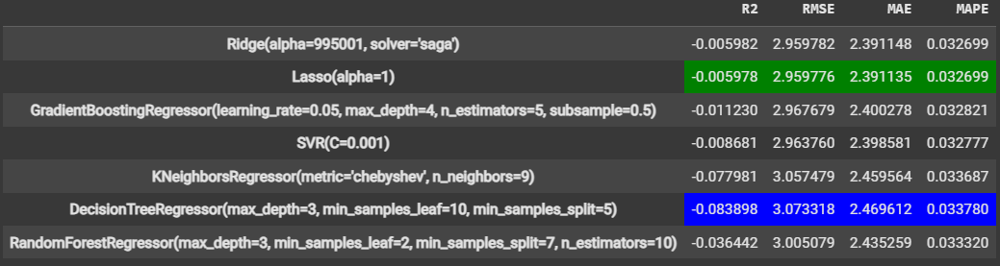 R2 RMSE MAE MAPE
Ridge(alpha=995001, solver='saga') -0.005982 2.959782 2.391148 0.032699
Lasso(alpha=1) -0.005978 2.959776 2.391135 0.032699
GradientBoostingRegressor(learning_rate=0.05, max_depth=4, n_estimators=5, subsample=0.5) -0.011230 2.967679 2.400278 0.032821
SVR(C=0.001) -0.008681 2.963760 2.398581 0.032777
KNeighborsRegressor(metric='chebyshev', n_neighbors=9) -0.077981 3.057479 2.459564 0.033687
DecisionTreeRegressor(max_depth=3, min_samples_leaf=10, min_samples_split=5) -0.083898 3.073318 2.469612 0.033780
RandomForestRegressor(max_depth=3, min_samples_leaf=2, min_samples_split=7, n_estimators=10) -0.036442 3.005079 2.435259 0.033320